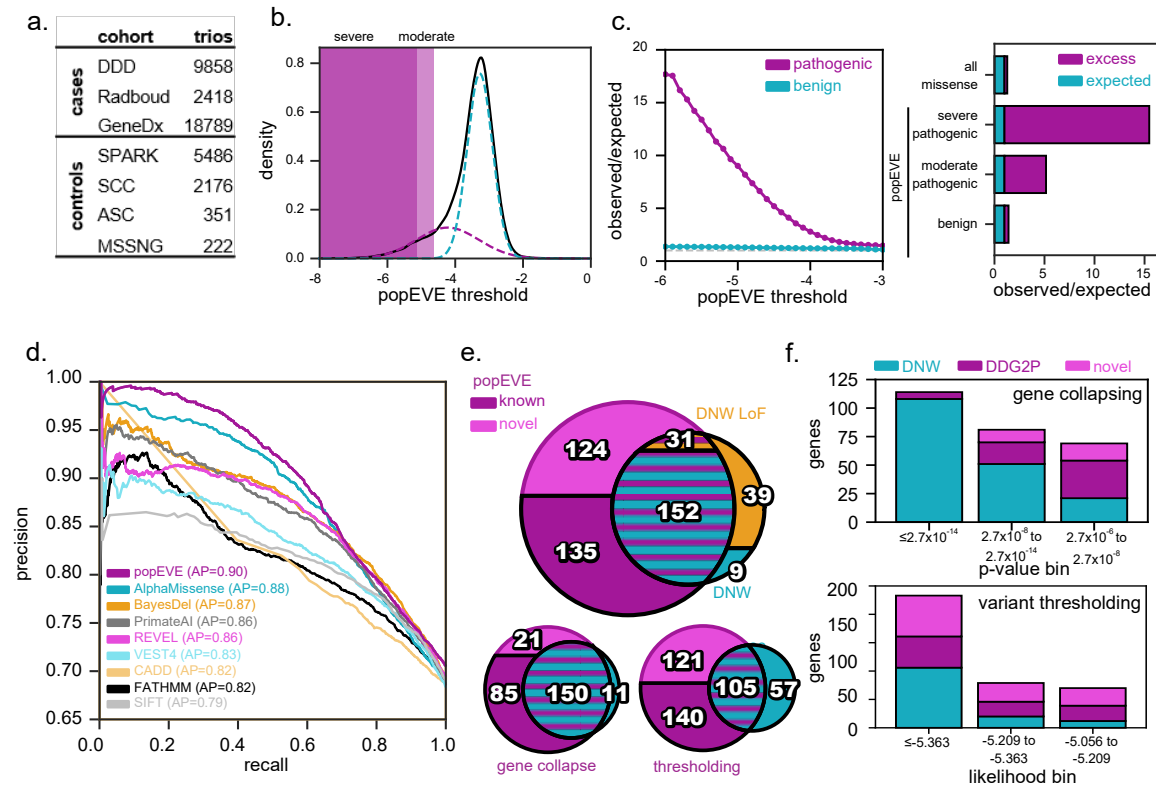 a.
cohort trios
cases
DDD 9858
Radboud 2418
GeneDx 18789
controls
SPARK 5486
SCC 2176
ASC 351
MSSNG 222
b.
severe moderate
density
0.8
0.6
0.4
0.2
0.0
-8 -6 -4 -2 0
popEVE threshold
c.
observed/expected
20
15
10
5
0
pathogenic
benign
-6 -5 -4 -3
popEVE threshold
excess
expected
all
missense
popEVE
severe
pathogenic
moderate
pathogenic
benign
0 5 10 15
observed/expected
d.
precision
1.00
0.95
0.90
0.85
0.80
0.75
0.70
0.65
popEVE (AP=0.90)
AlphaMissense (AP=0.88)
BayesDel (AP=0.87)
PrimateAI (AP=0.86)
REVEL (AP=0.86)
VEST4 (AP=0.83)
CADD (AP=0.82)
FATHMM (AP=0.82)
SIFT (AP=0.79)
0.0 0.2 0.4 0.6 0.8 1.0
recall
e.
popEVE
known
novel
DNW LoF
31
124
39
152
135
9
DNW
21
85 150 11
gene collapse
121
105 57
140
thresholding
f.
DNW DDG2P novel
gene collapsing
genes
125
100
75
50
25
0
≤2.7x10⁻¹⁴
2.7x10⁻⁸ to
2.7x10⁻¹⁴
2.7x10⁻⁶ to
2.7x10⁻⁸
p-value bin
variant thresholding
genes
200
150
100
50
0
≤-5.363
-5.209 to
-5.363
-5.056 to
-5.209
likelihood bin